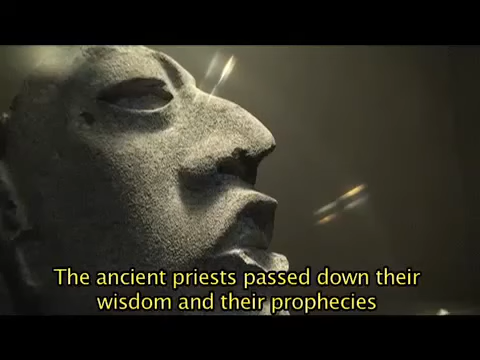 The ancient priests passed down their
wisdom and their prophecies